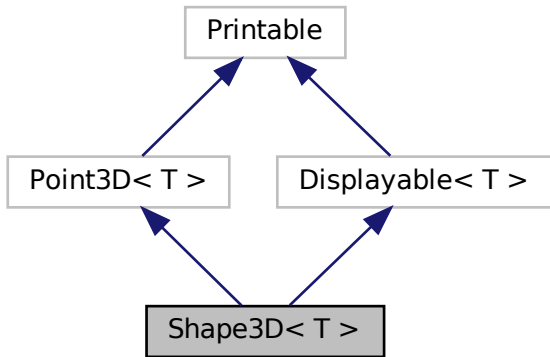 Printable
Point3D< T >
Displayable< T >
Shape3D< T >